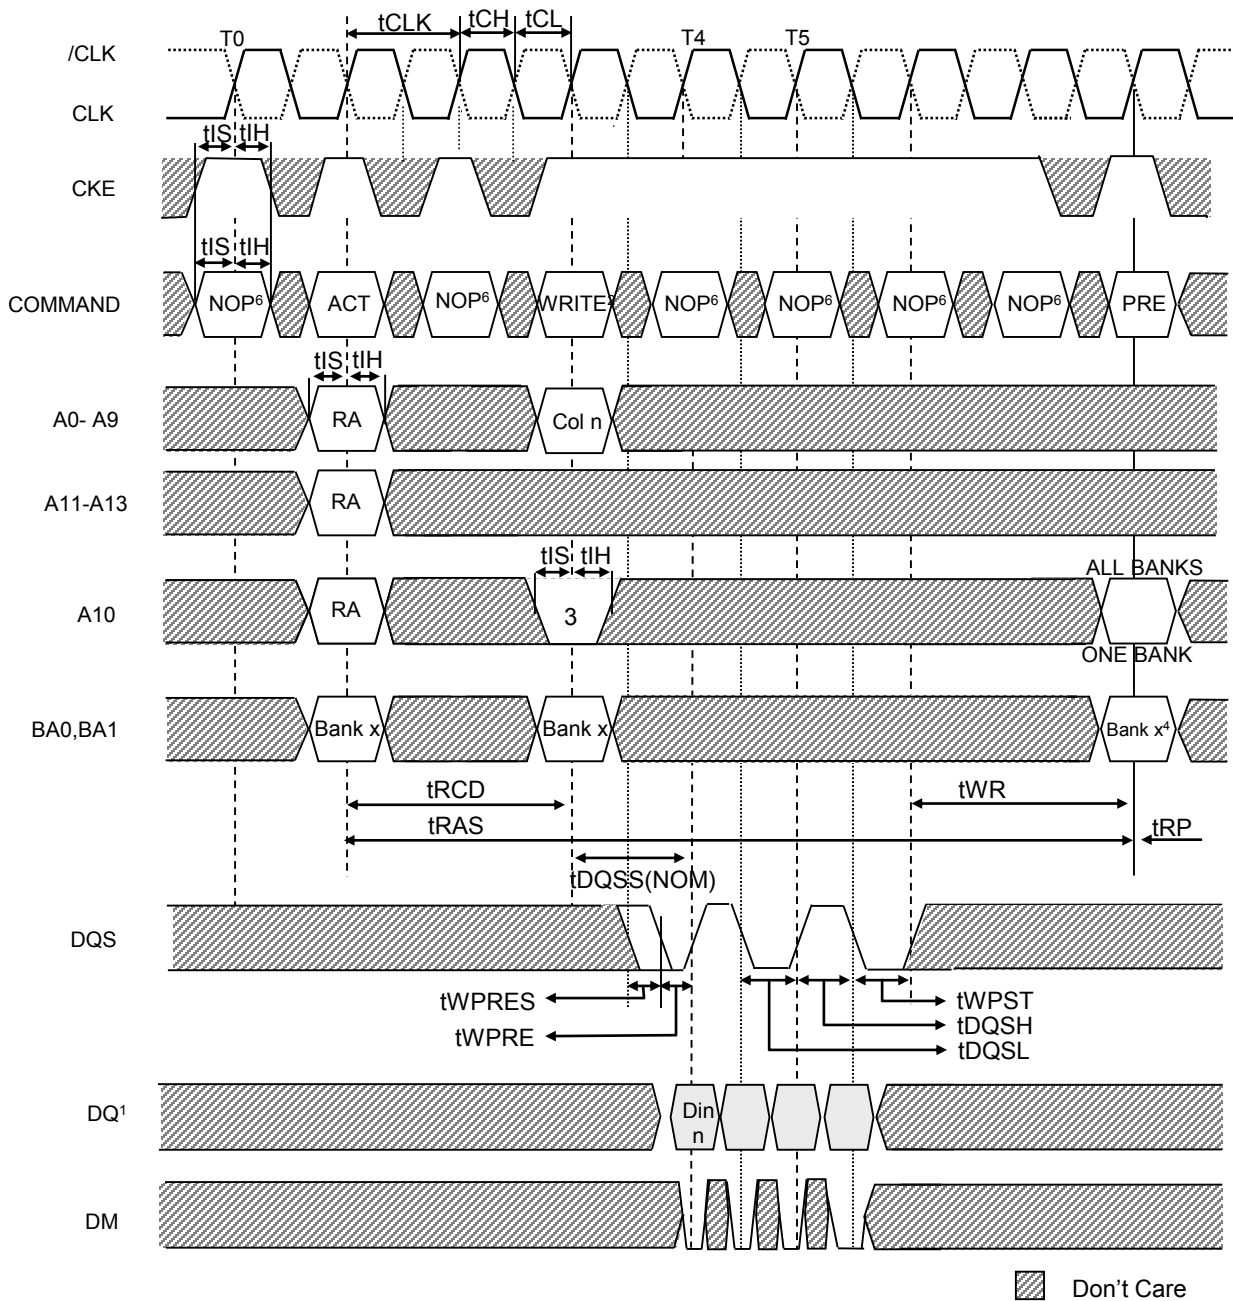 tCLK tCH tCL
T0 T4 T5
/CLK
CLK
tIS tIH
CKE
tIS tIH
COMMAND NOP6 ACT NOP6 WRITE2 NOP6 NOP6 NOP6 NOP6 PRE
tIS tIH
A0- A9 RA Col n
A11-A13 RA
tIS tIH ALL BANKS
A10 RA 3
ONE BANK
BA0,BA1 Bank x Bank x Bank x4
tRCD tWR
tRAS tRP
tDQSS(NOM)
DQS
tWPRES tWPST
tWPRE tDQSH
tDQSL
DQ1 Din
n
DM
Don't Care